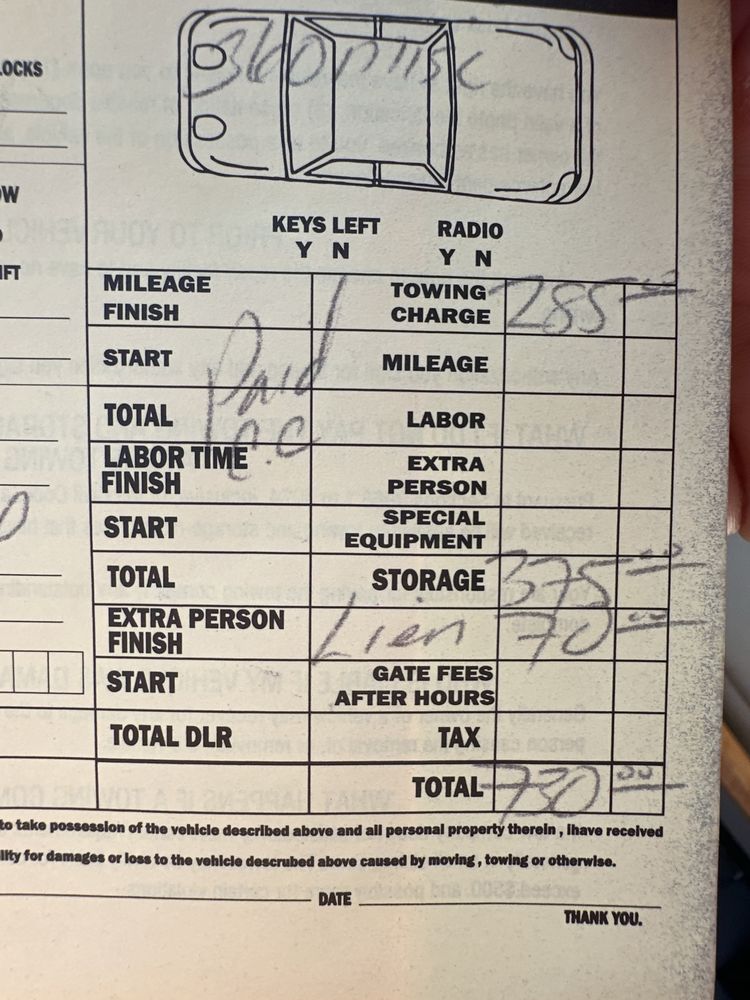 LOCKS
OW
IFT
KEYS LEFT
Y N
RADIO
Y N
MILEAGE
FINISH
TOWING
CHARGE
285 00
START
MILEAGE
Paid
C.C
TOTAL
LABOR
LABOR TIME
FINISH
EXTRA
PERSON
START
SPECIAL
EQUIPMENT
TOTAL
STORAGE
375 00
EXTRA PERSON
FINISH
Lien
70 00
START
GATE FEES
AFTER HOURS
TOTAL DLR
TAX
TOTAL
730 00
to take possession of the vehicle described above and all personal property therein , ihave received
lity for damages or loss to the vehicle descrubed above caused by moving , towing or otherwise.
DATE
THANK YOU.